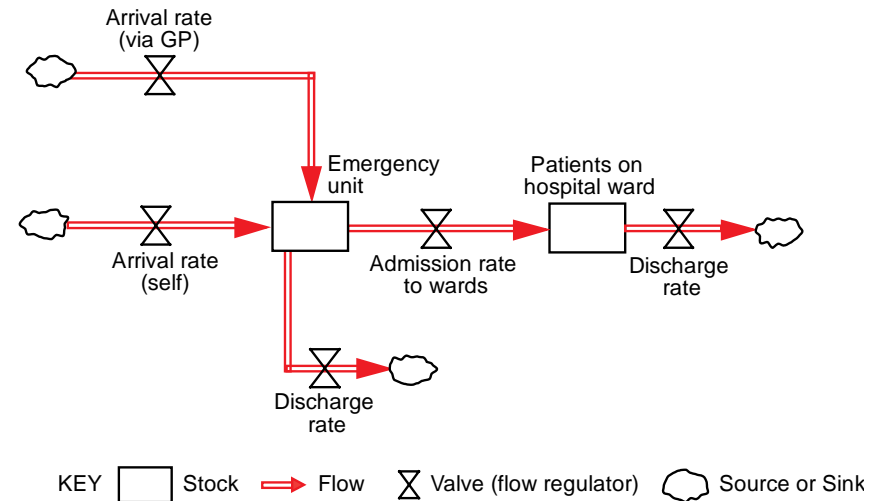 Arrival rate
(via GP)
Emergency
unit
Patients on
hospital ward
Arrival rate
(self)
Admission rate
to wards
Discharge
rate
Discharge
rate
KEY Stock Flow Valve (flow regulator) Source or Sink